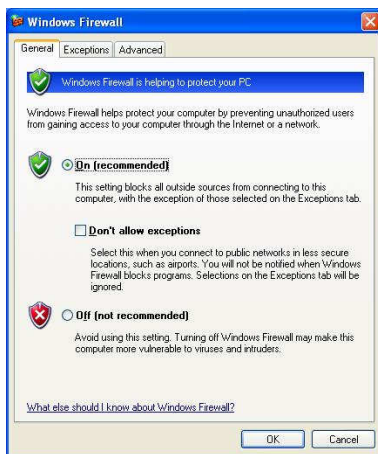 Windows Firewall
General
Exceptions
Advanced
Windows Firewall is helping to protect your PC
Windows Firewall helps protect your computer by preventing unauthorized users
from gaining access to your computer through the Internet or a network.
On (recommended)
This setting blocks all outside sources from connecting to this
computer, with the exception of those selected on the Exceptions tab.
Don't allow exceptions
Select this when you connect to public networks in less secure
locations, such as airports. You will not be notified when Windows
Firewall blocks programs. Selections on the Exceptions tab will be
ignored.
Off (not recommended)
Avoid using this setting. Turning off Windows Firewall may make this
computer more vulnerable to viruses and intruders.
What else should I know about Windows Firewall?
OK
Cancel